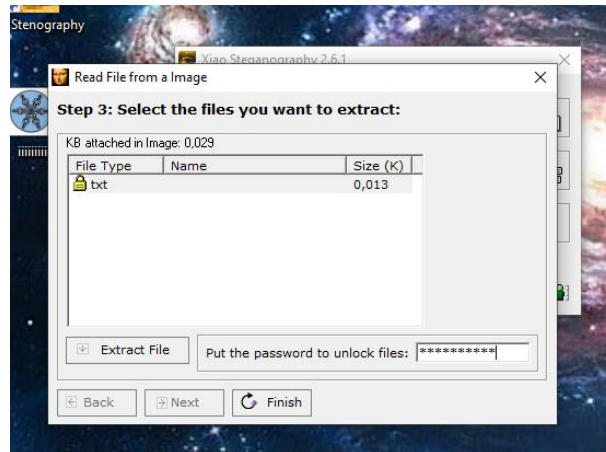 Stenography
Xiao Steganography 2.6.1
Read File from a Image
Step 3: Select the files you want to extract:
KB attached in Image: 0,029
File Type Name Size (K)
txt 0,013
Extract File
Put the password to unlock files: **********
Back Next Finish